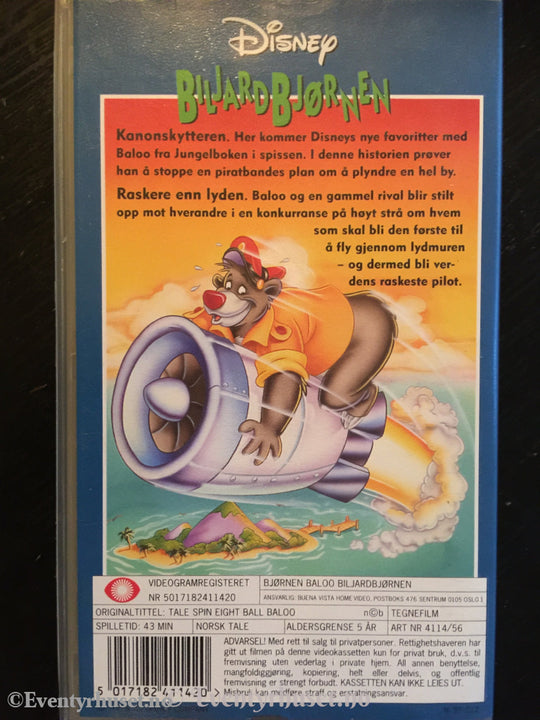 Disney
BILJARDBJØRNEN
Kanonskytteren. Her kommer Disneys nye favoritter med
Baloo fra Jungelboken i spissen. I denne historien prøver
han å stoppe en piratbandes plan om å plyndre en hel by.
Raskere enn lyden. Baloo og en gammel rival blir stilt
opp mot hverandre i en konkurranse på høyt strå om hvem
som skal bli den første til
å fly gjennom lydmuren
– og dermed bli ver-
dens raskeste pilot.
VIDEOGRAMREGISTERET
NR 5017182411420
BJØRNEN BALOO BILJARDBJØRNEN
ANSVARLIG: BUENA VISTA HOME VIDEO, POSTBOKS 476 SENTRUM 0105 OSLO 1
ORIGINALTITTEL: TALE SPIN EIGHT BALL BALOO
n©b
TEGNEFILM
SPILLETID: 43 MIN
NORSK TALE
ALDERSGRENSE 5 ÅR
ART NR 4114/56
ADVARSEL! Med rett til salg til privatpersoner. Rettighetshaveren har
gitt ut filmen på denne videokassetten kun for privat bruk, d.v.s. til
fremvisning uten vederlag i private hjem. All annen benyttelse,
mangfoldiggjøring, kopiering, helt eller delvis, og offentlig
fremvisning er strengt forbudt. KASSETTEN KAN IKKE LEIES UT.
Misbruk kan medføre straff og erstatningsansvar.
5 017182 411420
© Eventyrhuset.no